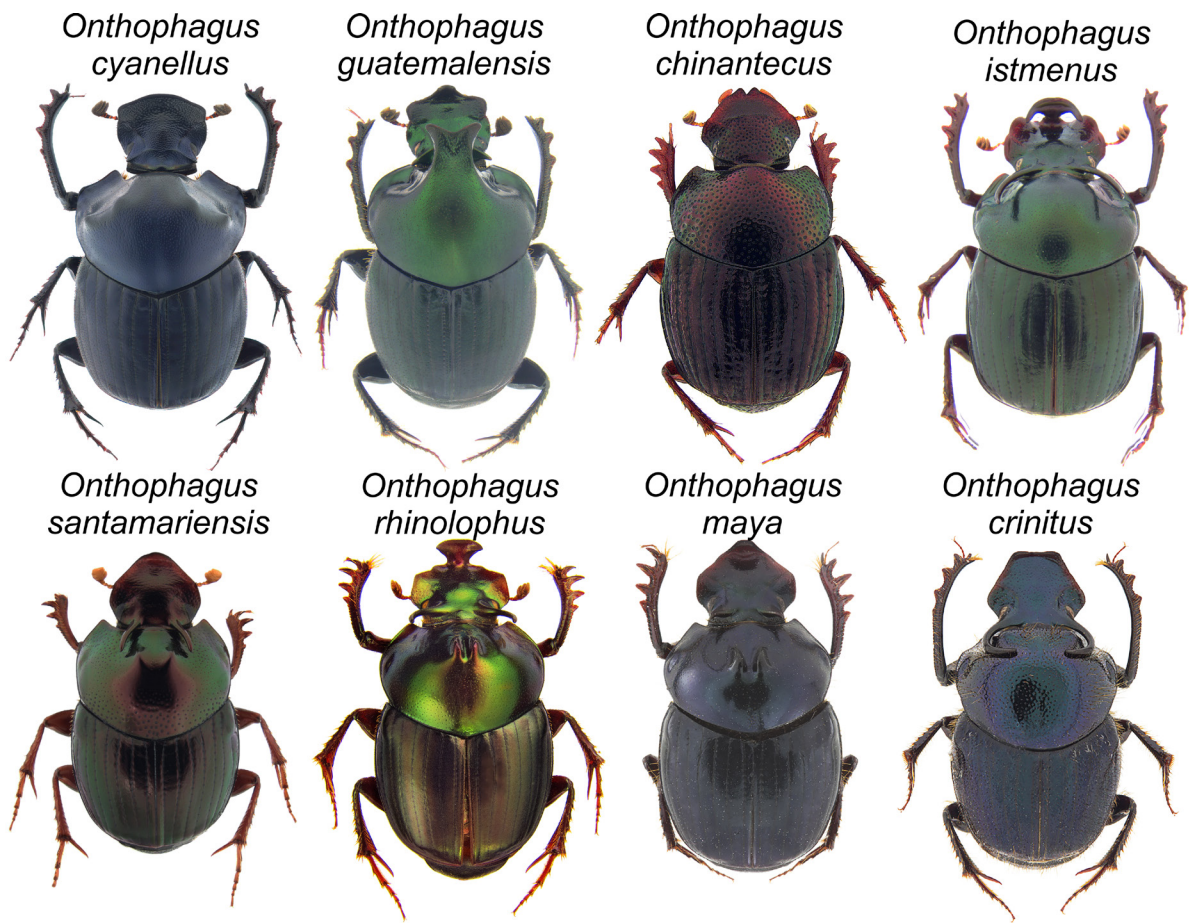 Onthophagus
cyanellus
Onthophagus
guatemalensis
Onthophagus
chinantecus
Onthophagus
istmenus
Onthophagus
santamariensis
Onthophagus
rhinolophus
Onthophagus
maya
Onthophagus
crinitus